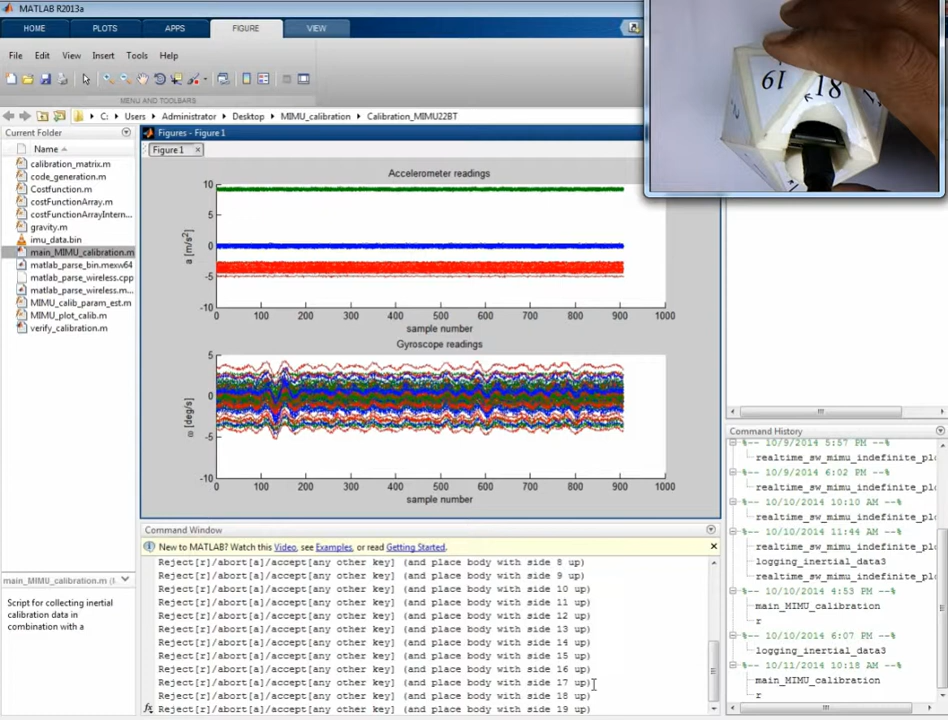 MATLAB R2013a
HOME PLOTS APPS FIGURE VIEW
File Edit View Insert Tools Help
MENU AND TOOLBARS
C: Users Administrator Desktop MIMU_calibration Calibration_MIMU22BT
Current Folder
Name
calibration_matrix.m
code_generation.m
Costfunction.m
costFunctionArray.m
costFunctionArrayIntern...
gravity.m
imu_data.bin
main_MIMU_calibration.m
matlab_parse_bin.mexw64
matlab_parse_wireless.cpp
matlab_parse_wireless.m...
MIMU_calib_param_est.m
MIMU_plot_calib.m
verify_calibration.m
main_MIMU_calibration.m (
Script for collecting inertial
calibration data in
combination with a
Figures - Figure 1
Figure 1
Accelerometer readings
a [m/s²]
10
5
0
-5
-10
0 100 200 300 400 500 600 700 800 900 1000
sample number
Gyroscope readings
ω [deg/s]
5
0
-5
-10
0 100 200 300 400 500 600 700 800 900 1000
sample number
19 18
Command Window
New to MATLAB? Watch this Video, see Examples, or read Getting Started.
Reject[r]/abort[a]/accept[any other key] (and place body with side 8 up)
Reject[r]/abort[a]/accept[any other key] (and place body with side 9 up)
Reject[r]/abort[a]/accept[any other key] (and place body with side 10 up)
Reject[r]/abort[a]/accept[any other key] (and place body with side 11 up)
Reject[r]/abort[a]/accept[any other key] (and place body with side 12 up)
Reject[r]/abort[a]/accept[any other key] (and place body with side 13 up)
Reject[r]/abort[a]/accept[any other key] (and place body with side 14 up)
Reject[r]/abort[a]/accept[any other key] (and place body with side 15 up)
Reject[r]/abort[a]/accept[any other key] (and place body with side 16 up)
Reject[r]/abort[a]/accept[any other key] (and place body with side 17 up)
Reject[r]/abort[a]/accept[any other key] (and place body with side 18 up)
fx Reject[r]/abort[a]/accept[any other key] (and place body with side 19 up)
Command History
%-- 10/9/2014 5:57 PM --%
realtime_sw_mimu_indefinite_plo
%-- 10/9/2014 6:02 PM --%
realtime_sw_mimu_indefinite_plo
%-- 10/10/2014 10:10 AM --%
realtime_sw_mimu_indefinite_plo
%-- 10/10/2014 11:44 AM --%
realtime_sw_mimu_indefinite_plo
logging_inertial_data3
realtime_sw_mimu_indefinite_plo
%-- 10/10/2014 4:53 PM --%
main_MIMU_calibration
r
%-- 10/10/2014 6:07 PM --%
logging_inertial_data3
%-- 10/11/2014 10:18 AM --%
main_MIMU_calibration
r